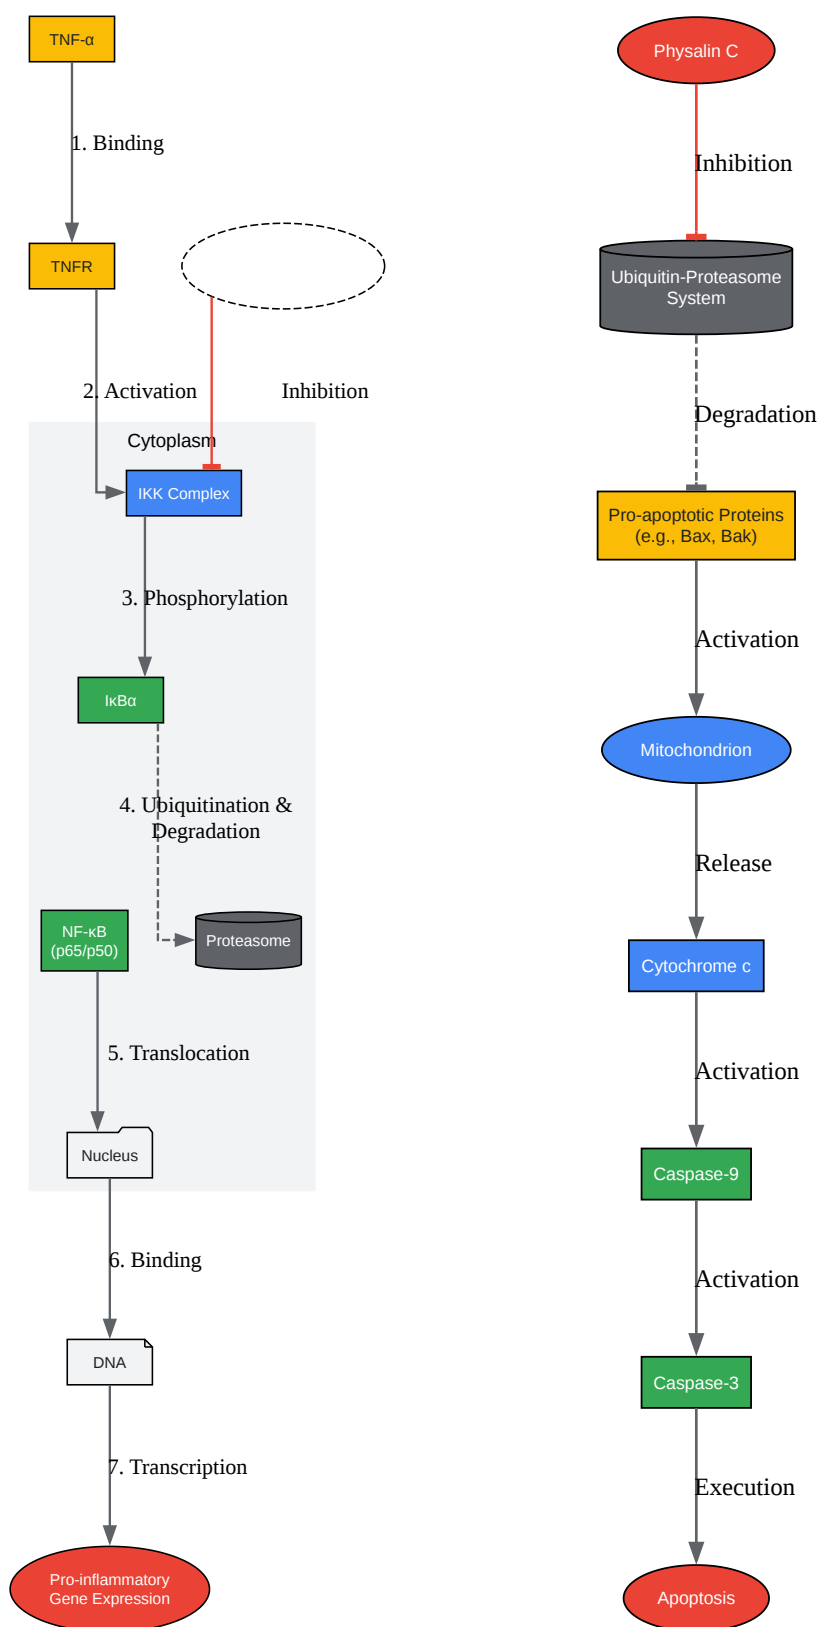 TNF-α
1. Binding
TNFR
2. Activation
Inhibition
Cytoplasm
IKK Complex
3. Phosphorylation
IκBα
4. Ubiquitination &
Degradation
NF-κB
(p65/p50)
Proteasome
5. Translocation
Nucleus
6. Binding
DNA
7. Transcription
Pro-inflammatory
Gene Expression
Physalin C
Inhibition
Ubiquitin-Proteasome
System
Degradation
Pro-apoptotic Proteins
(e.g., Bax, Bak)
Activation
Mitochondrion
Release
Cytochrome c
Activation
Caspase-9
Activation
Caspase-3
Execution
Apoptosis